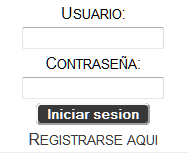 USUARIO:
CONTRASEÑA:
Iniciar sesion
REGISTRARSE AQUI